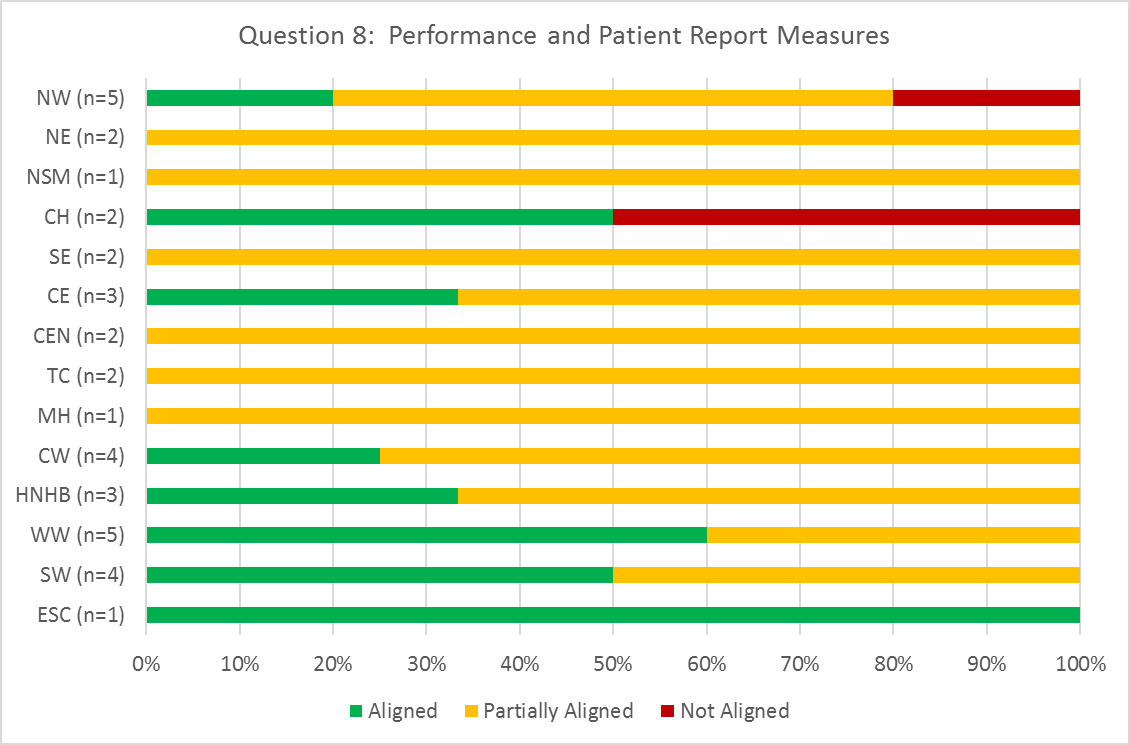 Question 8:  Performance and Patient Report Measures
NW (n=5)
NE (n=2)
NSM (n=1)
CH (n=2)
SE (n=2)
CE (n=3)
CEN (n=2)
TC (n=2)
MH (n=1)
CW (n=4)
HNHB (n=3)
WW (n=5)
SW (n=4)
ESC (n=1)
0% 10% 20% 30% 40% 50% 60% 70% 80% 90% 100%
Aligned Partially Aligned Not Aligned